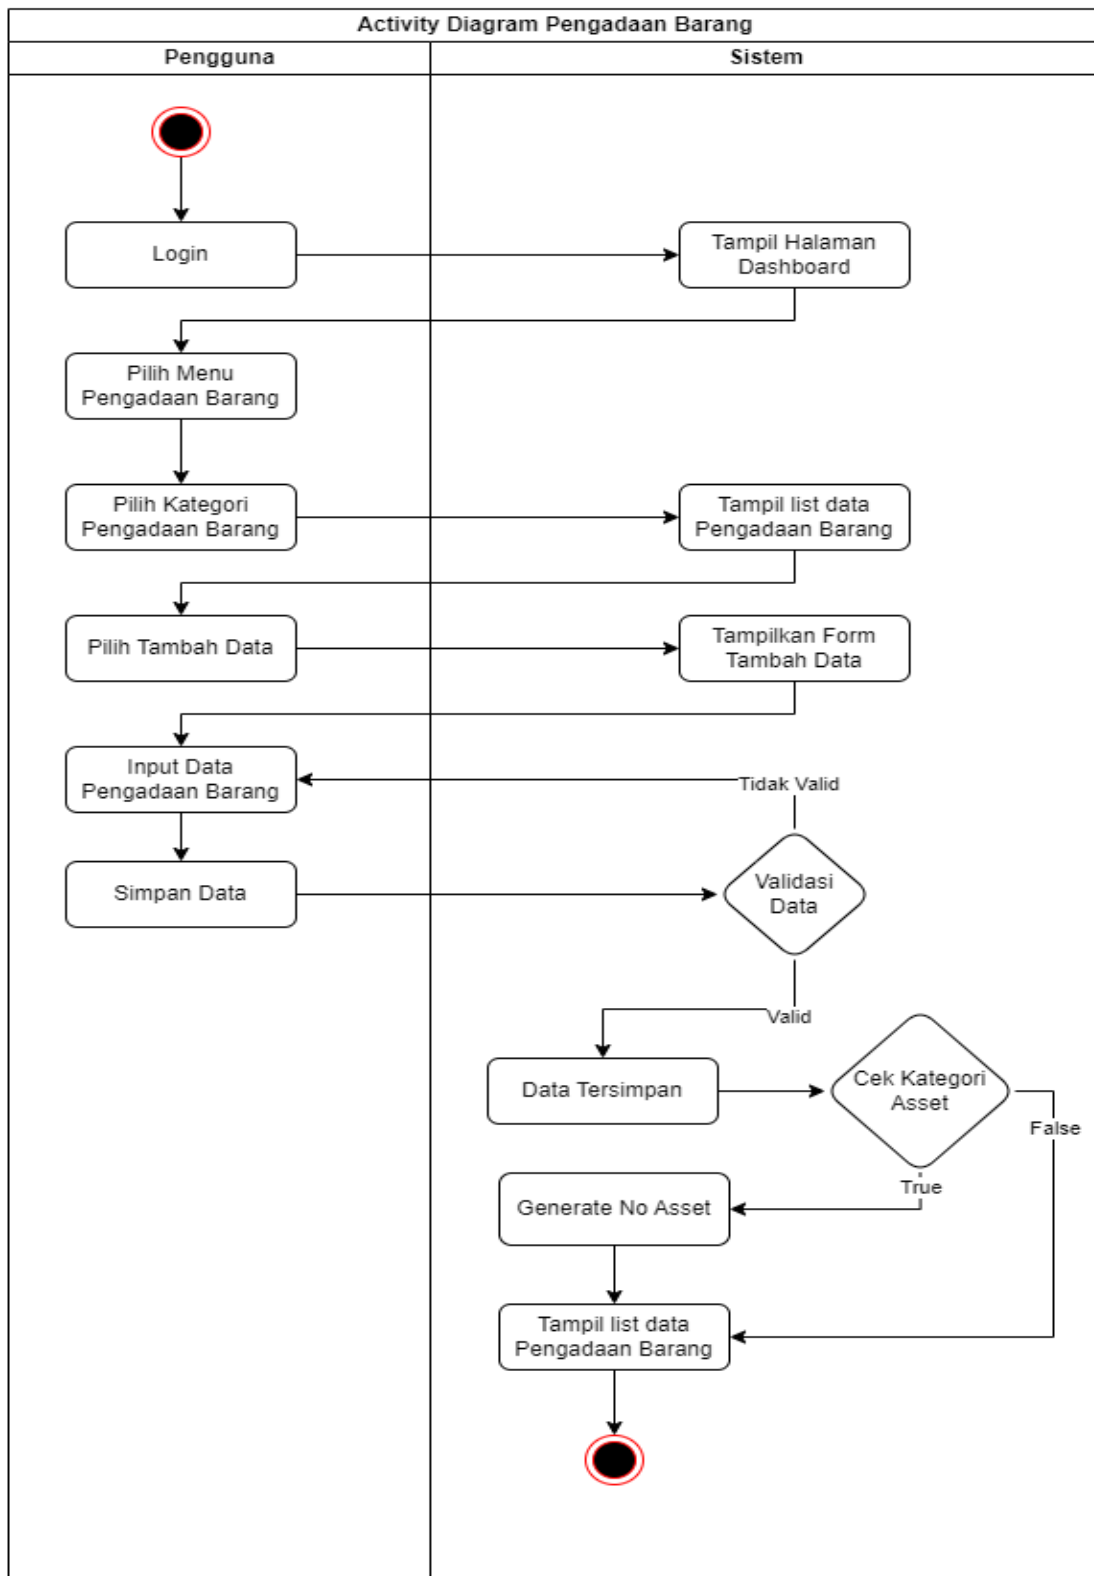 Activity Diagram Pengadaan Barang
Pengguna
Sistem
Login
Tampil Halaman
Dashboard
Pilih Menu
Pengadaan Barang
Pilih Kategori
Pengadaan Barang
Tampil list data
Pengadaan Barang
Pilih Tambah Data
Tampilkan Form
Tambah Data
Input Data
Pengadaan Barang
Tidak Valid
Simpan Data
Validasi
Data
Valid
Data Tersimpan
Cek Kategori
Asset
False
True
Generate No Asset
Tampil list data
Pengadaan Barang